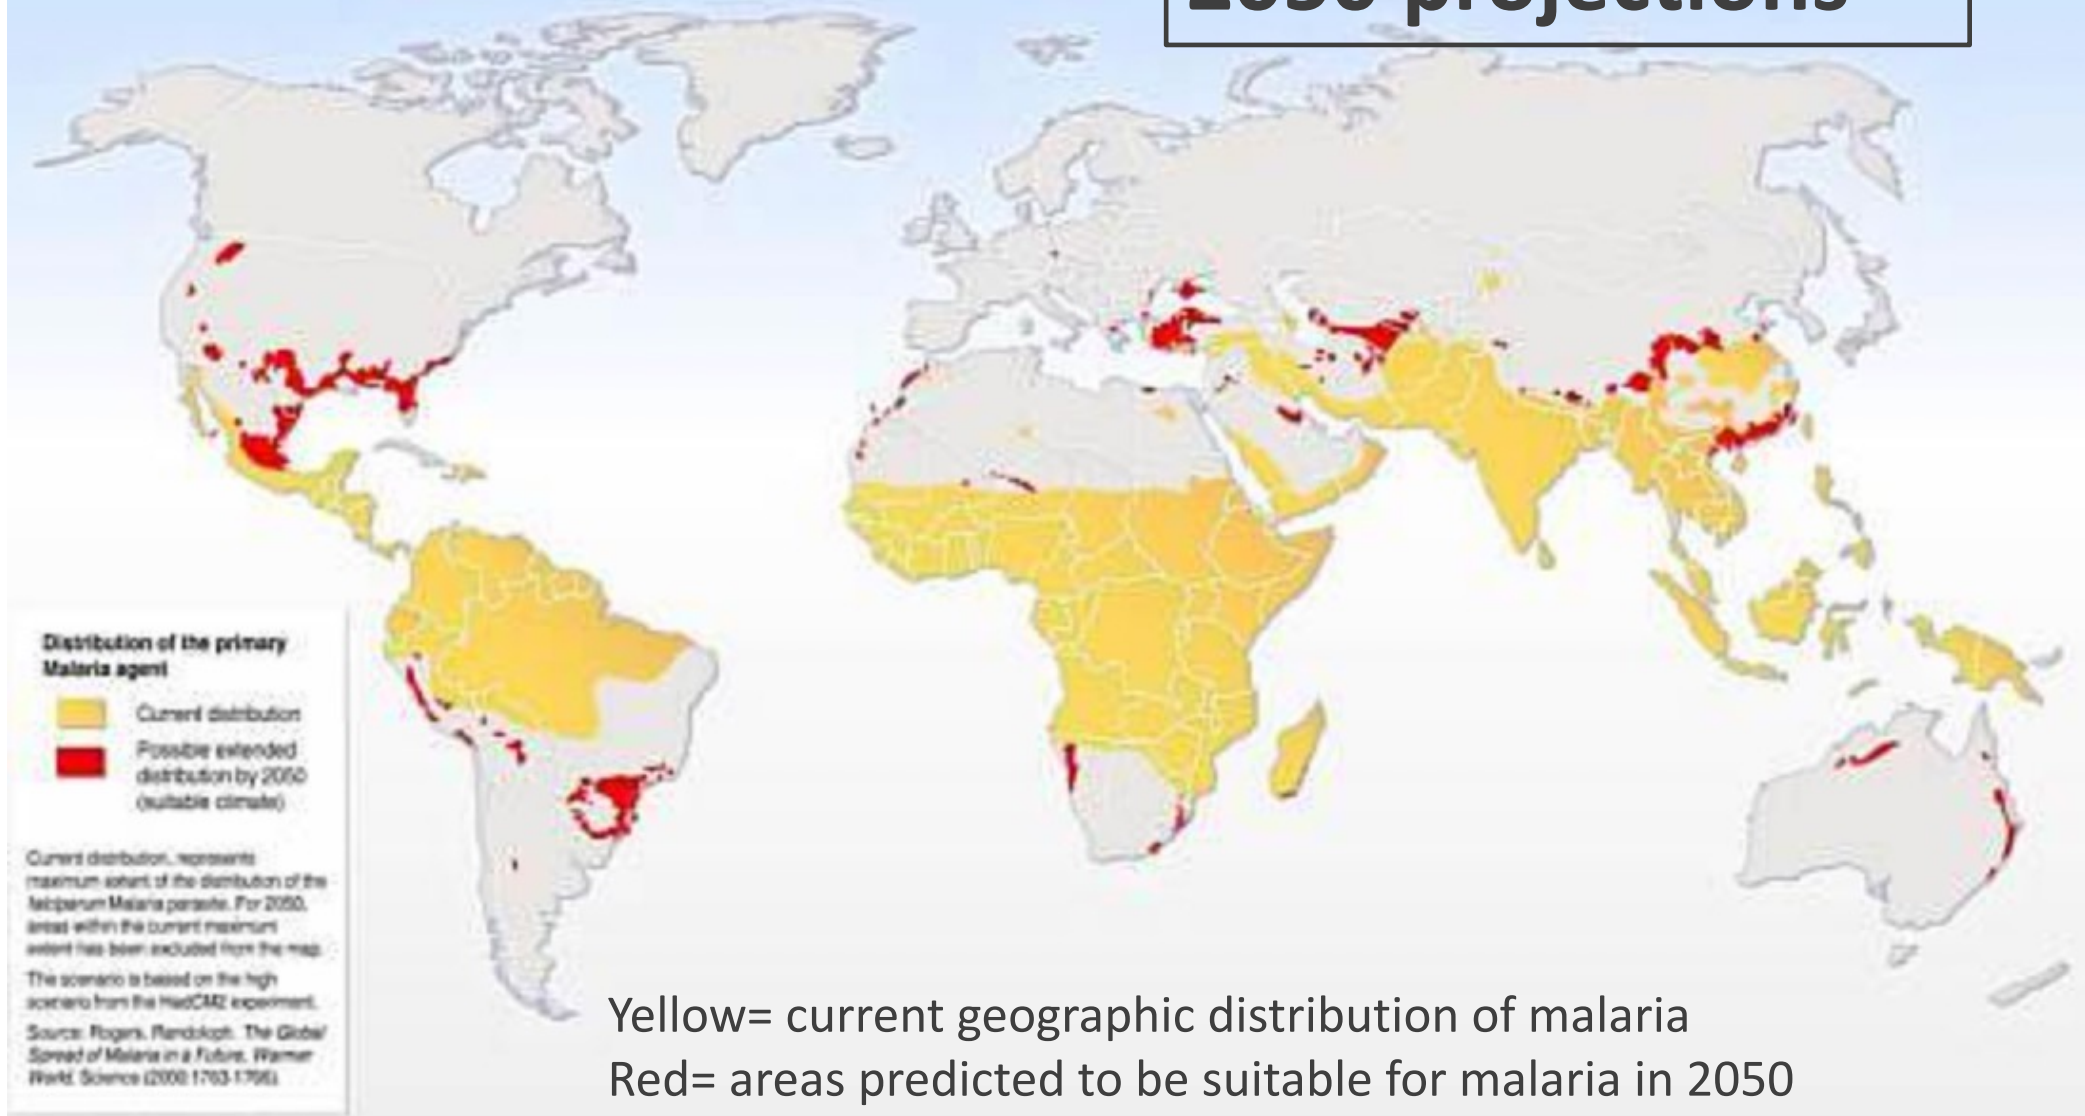 2050 projections
Distribution of the primary
Malaria agent
Current distribution
Possible extended
distribution by 2050
(suitable climate)
Current distribution, represents
maximum extent of the distribution of the
falciparum Malaria parasite. For 2050,
areas within the current maximum
extent has been excluded from the map.
The scenario is based on the high
scenario from the HadCM2 experiment.
Source: Rogers, Randolph. The Global
Spread of Malaria in a Future, Warmer
World. Science (2000:1763-1766).
Yellow= current geographic distribution of malaria
Red= areas predicted to be suitable for malaria in 2050